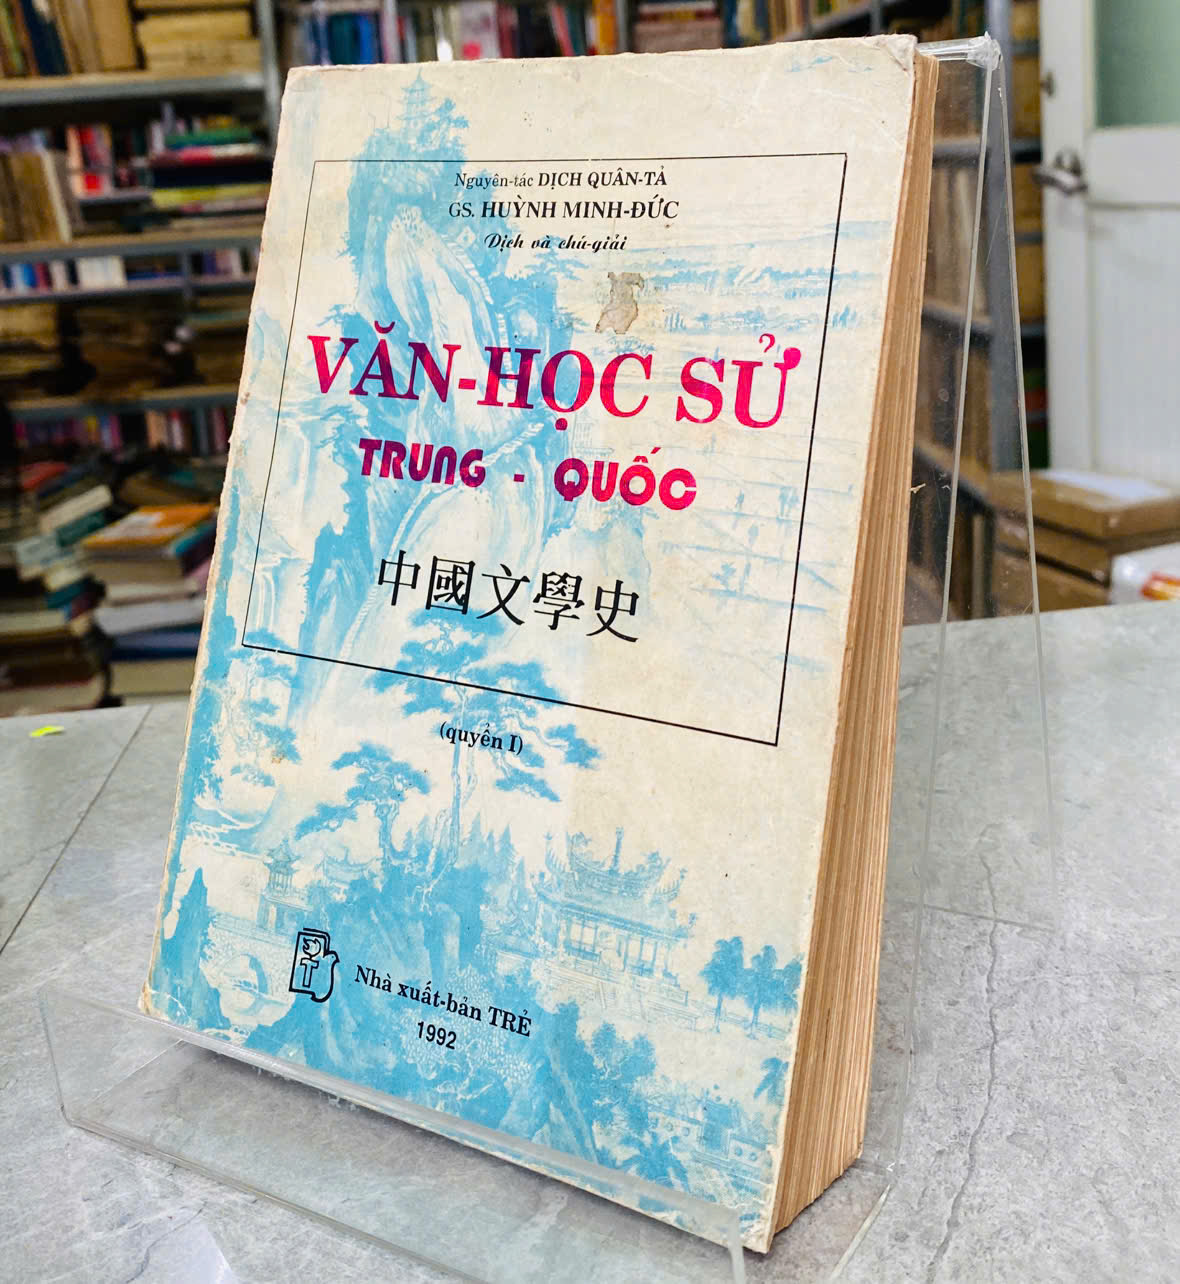 Nguyên-tác DỊCH QUÂN-TẢ
GS. HUỲNH MINH-ĐỨC
Dịch và chú-giải
VĂN-HỌC SỬ
TRUNG - QUỐC
中國文學史
(quyển I)
Nhà xuất-bản TRẺ
1992